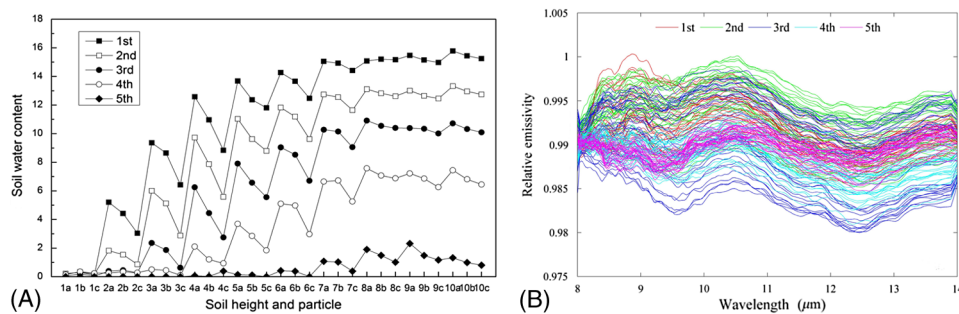 18
16
14
12
10
8
6
4
2
0
Soil water content
1st
2nd
3rd
4th
5th
1a 1b 1c 2a 2b 2c 3a 3b 3c 4a 4b 4c 5a 5b 5c 6a 6b 6c 7a 7b 7c 8a 8b 8c 9a 9b 9c 10a10b10c
Soil height and particle
(A)
(B)
1.005
1
0.995
0.99
0.985
0.98
0.975
Relative emissivity
1st 2nd 3rd 4th 5th
8 9 10 11 12 13 14
Wavelength (μm)